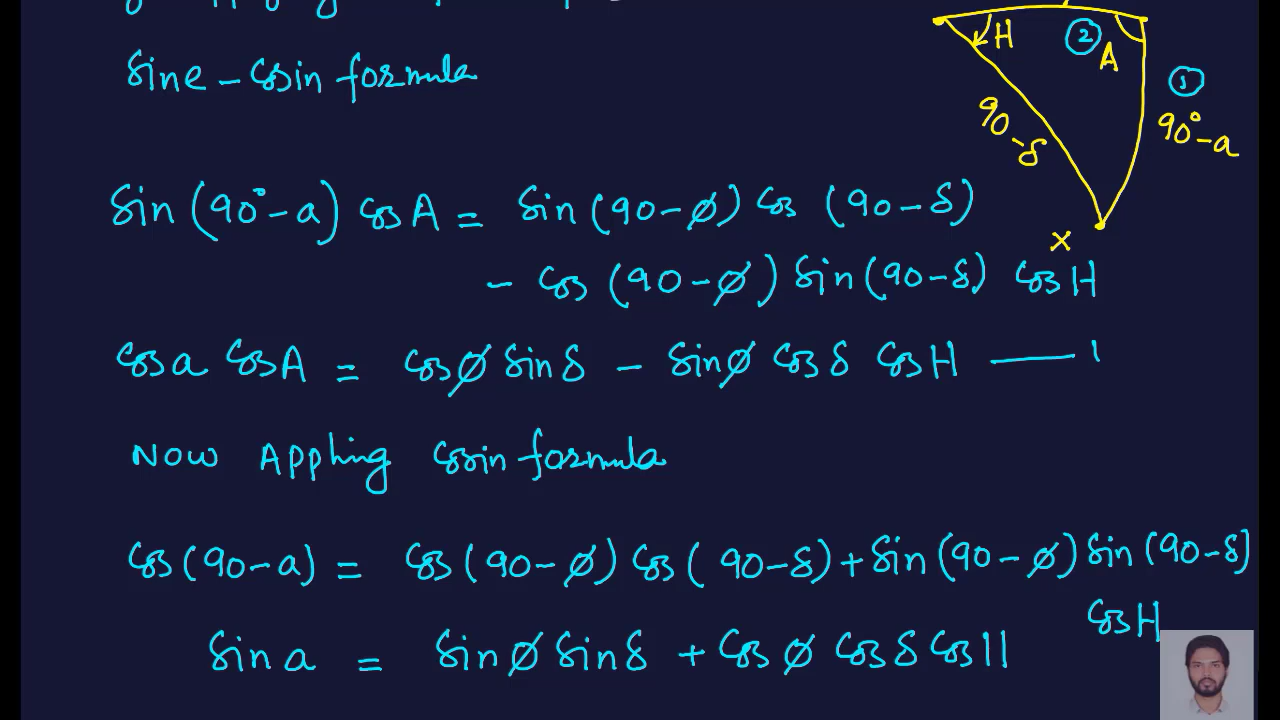 H
②
A
①
90°-a
90-δ
X
Sine - Cosin formula
Sin(90°-a) Cos A = Sin(90-φ) Cos (90-δ)
- Cos (90-φ) Sin(90-δ) Cos H
Cos a Cos A = Cos φ Sin δ - Sin φ Cos δ Cos H —— 1
Now Appling Cosin formula
Cos(90-a) = Cos(90-φ) Cos(90-δ) + Sin(90-φ) Sin(90-δ)
Cos H
Sin a = Sin φ Sin δ + Cos φ Cos δ Cos H